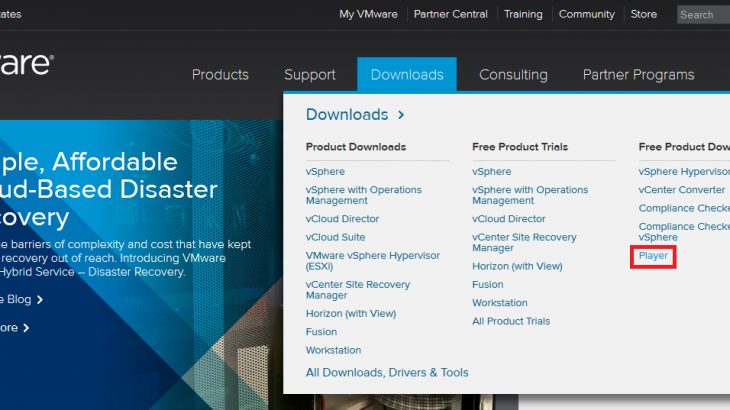 ates
My VMware Partner Central Training Community Store Search
ware®
Products Support Downloads Consulting Partner Programs
Downloads >
Product Downloads
vSphere
vSphere with Operations
Management
vCloud Director
vCloud Suite
VMware vSphere Hypervisor
(ESXi)
vCenter Site Recovery
Manager
Horizon (with View)
Fusion
Workstation
Free Product Trials
vSphere
vSphere with Operations
Management
vCloud Director
vCenter Site Recovery
Manager
Horizon (with View)
Fusion
Workstation
All Product Trials
Free Product Dow
vSphere Hypervisor
vCenter Converter
Compliance Checke
Compliance Checke
vSphere
Player
All Downloads, Drivers & Tools
ple, Affordable
ud-Based Disaster
covery
e barriers of complexity and cost that have kept
recovery out of reach. Introducing VMware
Hybrid Service – Disaster Recovery.
e Blog >
ore >